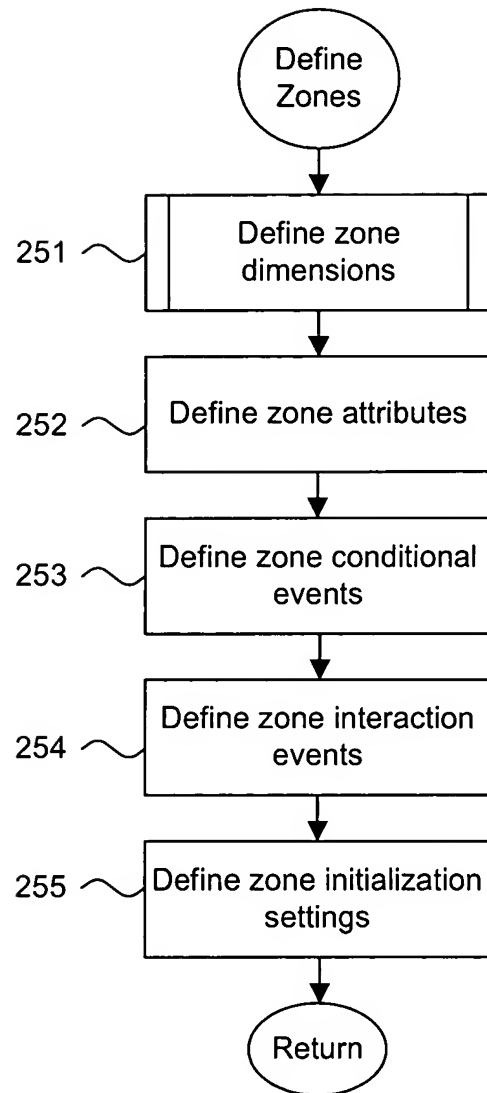 Define
Zones
251
Define zone
dimensions
252
Define zone attributes
253
Define zone conditional
events
254
Define zone interaction
events
255
Define zone initialization
settings
Return